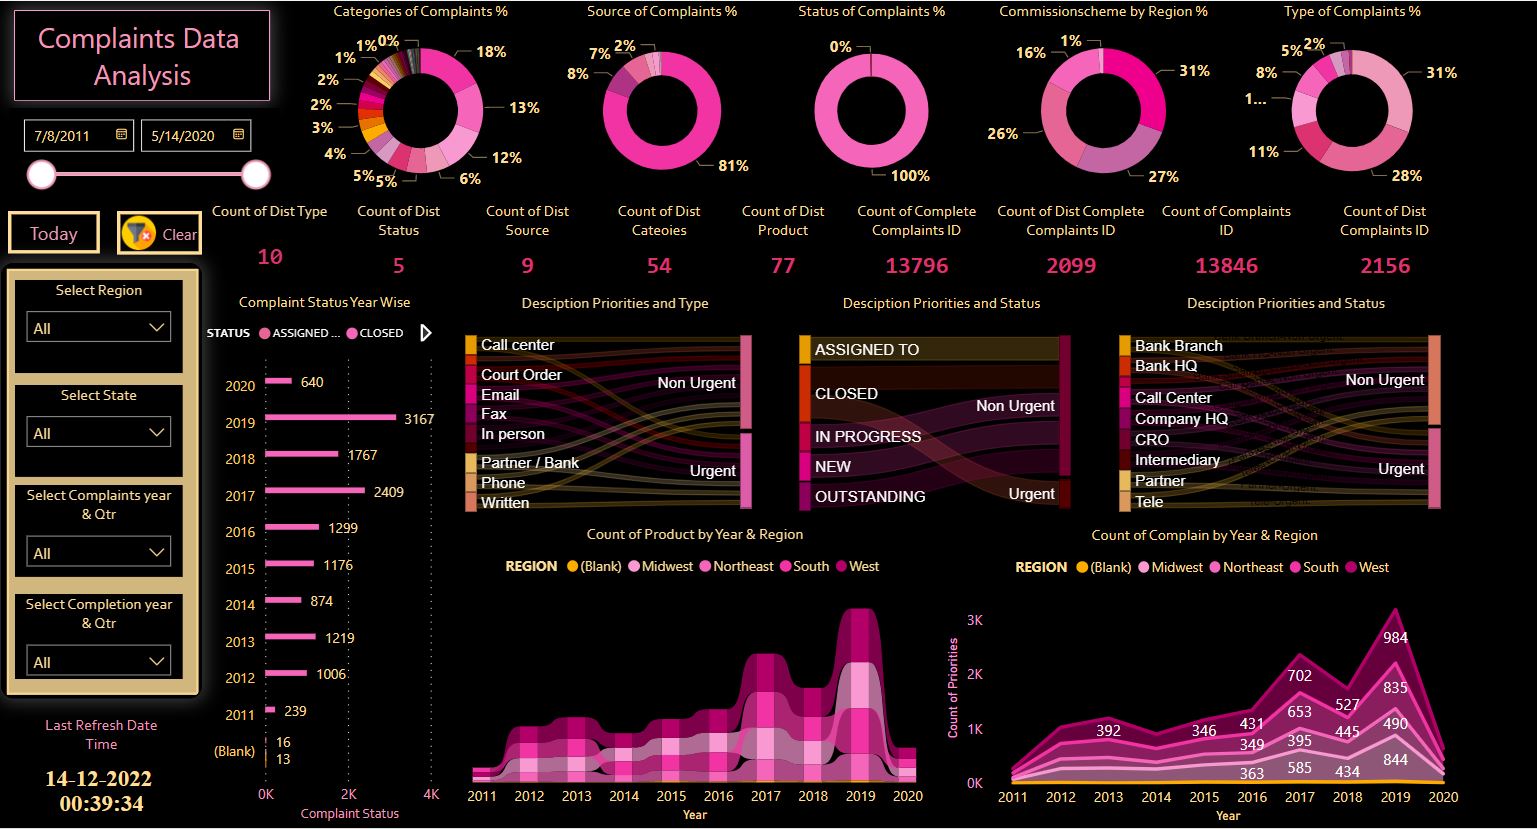 Complaints Data
Analysis
7/8/2011
5/14/2020
Today
Clear
Categories of Complaints %
1%
0%
1%
2%
2%
3%
4%
5%
5%
6%
12%
13%
18%
Source of Complaints %
2%
7%
8%
81%
Status of Complaints %
0%
100%
Commissionscheme by Region %
1%
16%
31%
26%
27%
Type of Complaints %
2%
5%
8%
1...
11%
28%
31%
Count of Dist Type
10
Count of Dist
Status
5
Count of Dist
Source
9
Count of Dist
Cateoies
54
Count of Dist
Product
77
Count of Complete
Complaints ID
13796
Count of Dist Complete
Complaints ID
2099
Count of Complaints
ID
13846
Count of Dist
Complaints ID
2156
Select Region
All
Select State
All
Select Complaints year
& Qtr
All
Select Completion year
& Qtr
All
Last Refresh Date
Time
14-12-2022
00:39:34
Complaint Status Year Wise
STATUS ASSIGNED ... CLOSED
2020 640
2019 3167
2018 1767
2017 2409
2016 1299
2015 1176
2014 874
2013 1219
2012 1006
2011 239
(Blank) 16
13
0K 2K 4K
Complaint Status
Desciption Priorities and Type
Call center
Court Order
Email
Fax
In person
Partner / Bank
Phone
Written
Non Urgent
Urgent
Desciption Priorities and Status
ASSIGNED TO
CLOSED
IN PROGRESS
NEW
OUTSTANDING
Non Urgent
Urgent
Desciption Priorities and Status
Bank Branch
Bank HQ
Call Center
Company HQ
CRO
Intermediary
Partner
Tele
Non Urgent
Urgent
Count of Product by Year & Region
REGION (Blank) Midwest Northeast South West
2011 2012 2013 2014 2015 2016 2017 2018 2019 2020
Year
Count of Complain by Year & Region
REGION (Blank) Midwest Northeast South West
Count of Priorities
3K
2K
1K
0K
392
346
431
349
363
702
653
395
585
527
445
434
984
835
490
844
2011 2012 2013 2014 2015 2016 2017 2018 2019 2020
Year